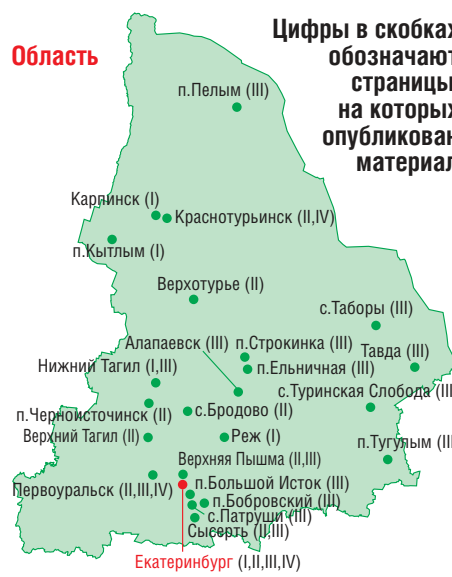 Область
Цифры в скобках
обозначают
страницы,
на которых
опубликован
материал
п.Пелым (III)
Карпинск (I)
Краснотурьинск (II,IV)
п.Кытлым (I)
Верхотурье (II)
с.Таборы (III)
Алапаевск (III)
п.Строкинка (III)
Тавда (III)
п.Ельничная (III)
Нижний Тагил (I,III)
с.Туринская Слобода (III
п.Черноисточинск (II)
с.Бродово (II)
Верхний Тагил (II)
Реж (I)
п.Тугулым (III
Верхняя Пышма (II,III)
Первоуральск (II,III,IV)
п.Большой Исток (III)
п.Бобровский (III)
с.Патруши (III)
Сысерть (II,III)
Екатеринбург (I,II,III,IV)